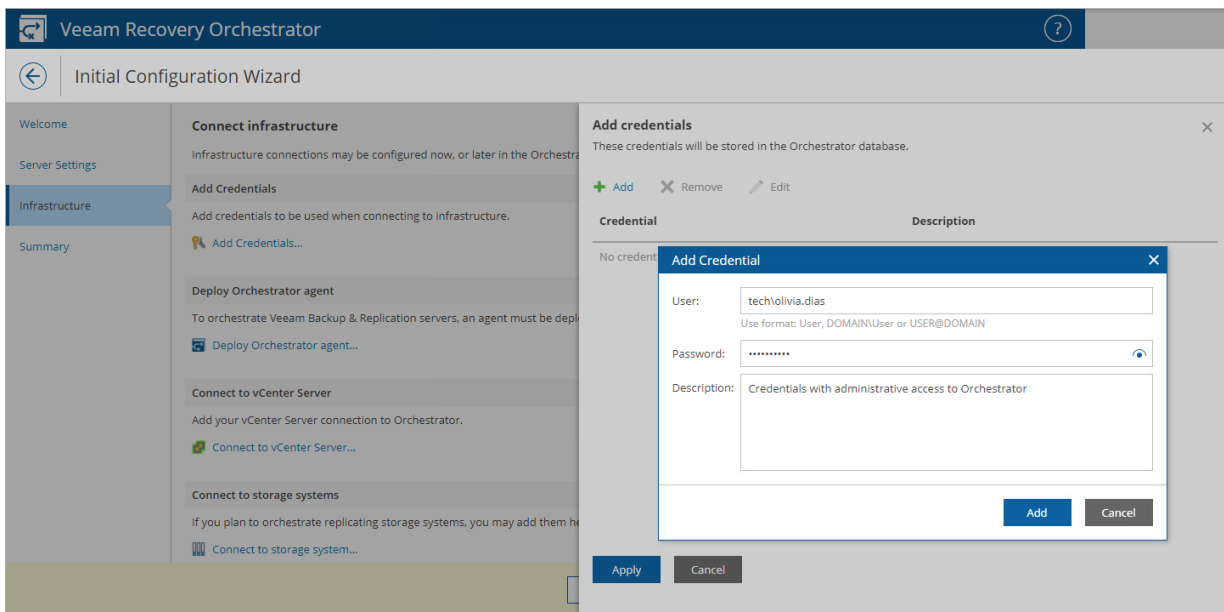 Veeam Recovery Orchestrator
?
Initial Configuration Wizard
Welcome
Server Settings
Infrastructure
Summary
Connect infrastructure
Infrastructure connections may be configured now, or later in the Orchestra
Add Credentials
Add credentials to be used when connecting to infrastructure.
Add Credentials...
Deploy Orchestrator agent
To orchestrate Veeam Backup & Replication servers, an agent must be depl
Deploy Orchestrator agent...
Connect to vCenter Server
Add your vCenter Server connection to Orchestrator.
Connect to vCenter Server...
Connect to storage systems
If you plan to orchestrate replicating storage systems, you may add them he
Connect to storage system...
Add credentials
These credentials will be stored in the Orchestrator database.
Add Remove Edit
Credential Description
No credent
Add Credential
User: tech\olivia.dias
Use format: User, DOMAIN\User or USER@DOMAIN
Password: ••••••••••
Description: Credentials with administrative access to Orchestrator
Add Cancel
Apply Cancel